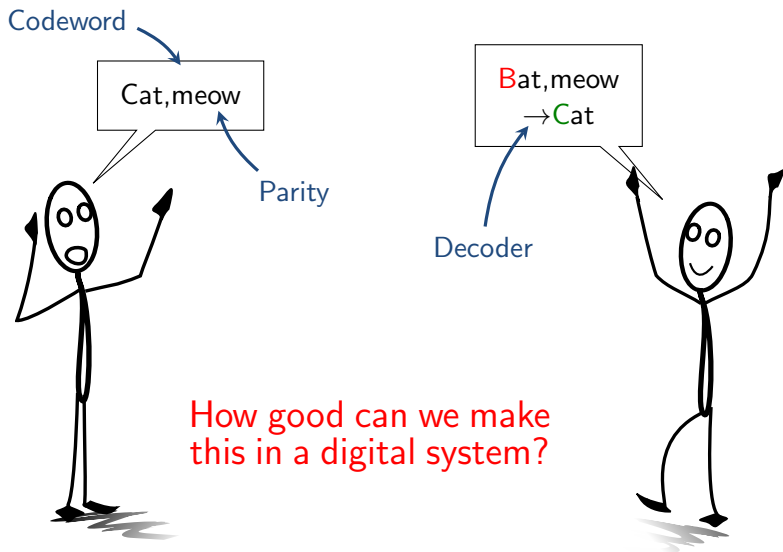 Codeword
Cat,meow
Parity
Bat,meow
→Cat
Decoder
How good can we make
this in a digital system?